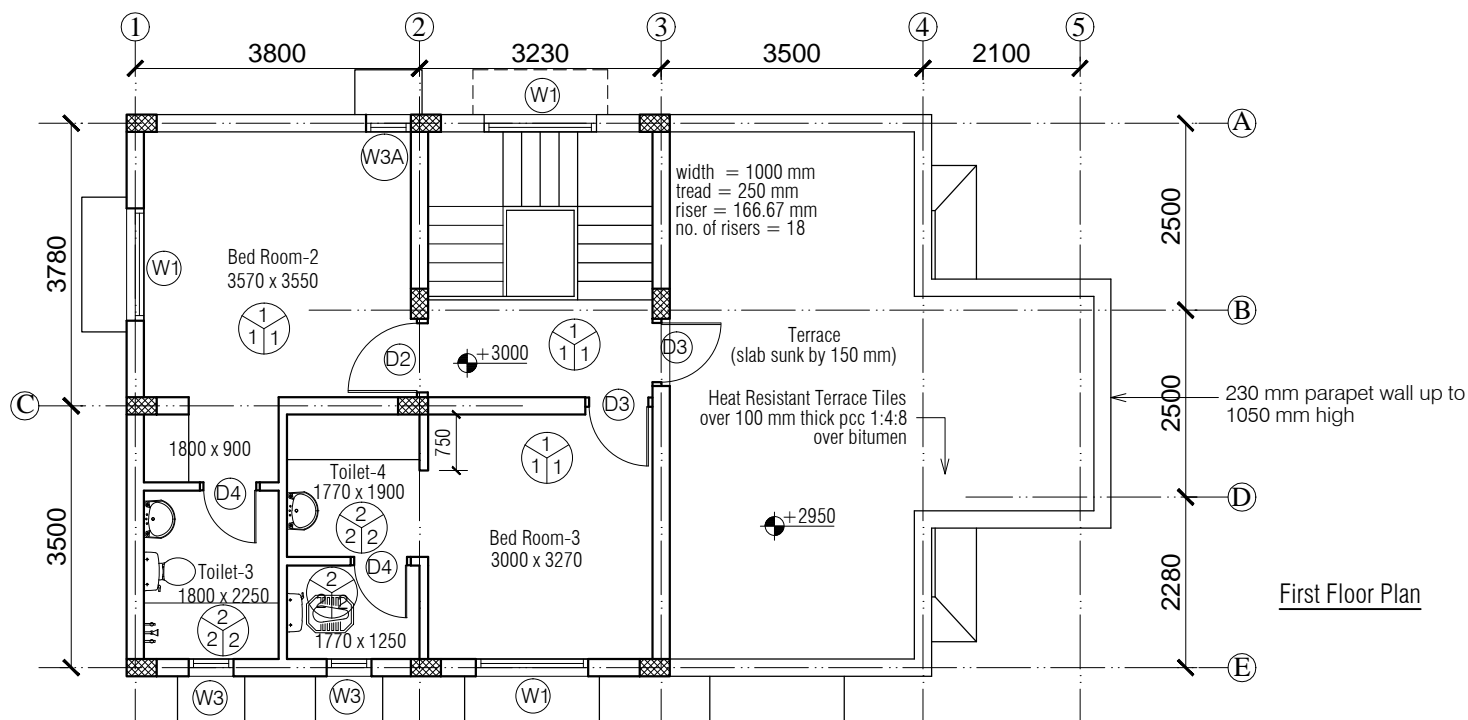 1 2 3 4 5
3800 3230 3500 2100
W1
A
W3A
width = 1000 mm
tread = 250 mm
riser = 166.67 mm
no. of risers = 18
2500
3780
W1
Bed Room-2
3570 x 3550
1
1 1
B
1
1 1
D2
+3000
D3
Terrace
(slab sunk by 150 mm)
C
D3
Heat Resistant Terrace Tiles
over 100 mm thick pcc 1:4:8
over bitumen
2500
230 mm parapet wall up to
1050 mm high
1800 x 900
750
1
1 1
Toilet-4
1770 x 1900
D4
2
2 2
D
3500
+2950
Bed Room-3
3000 x 3270
D4
Toilet-3
1800 x 2250
2
2 2
2
2 2
1770 x 1250
2280
First Floor Plan
E
W3 W3 W1